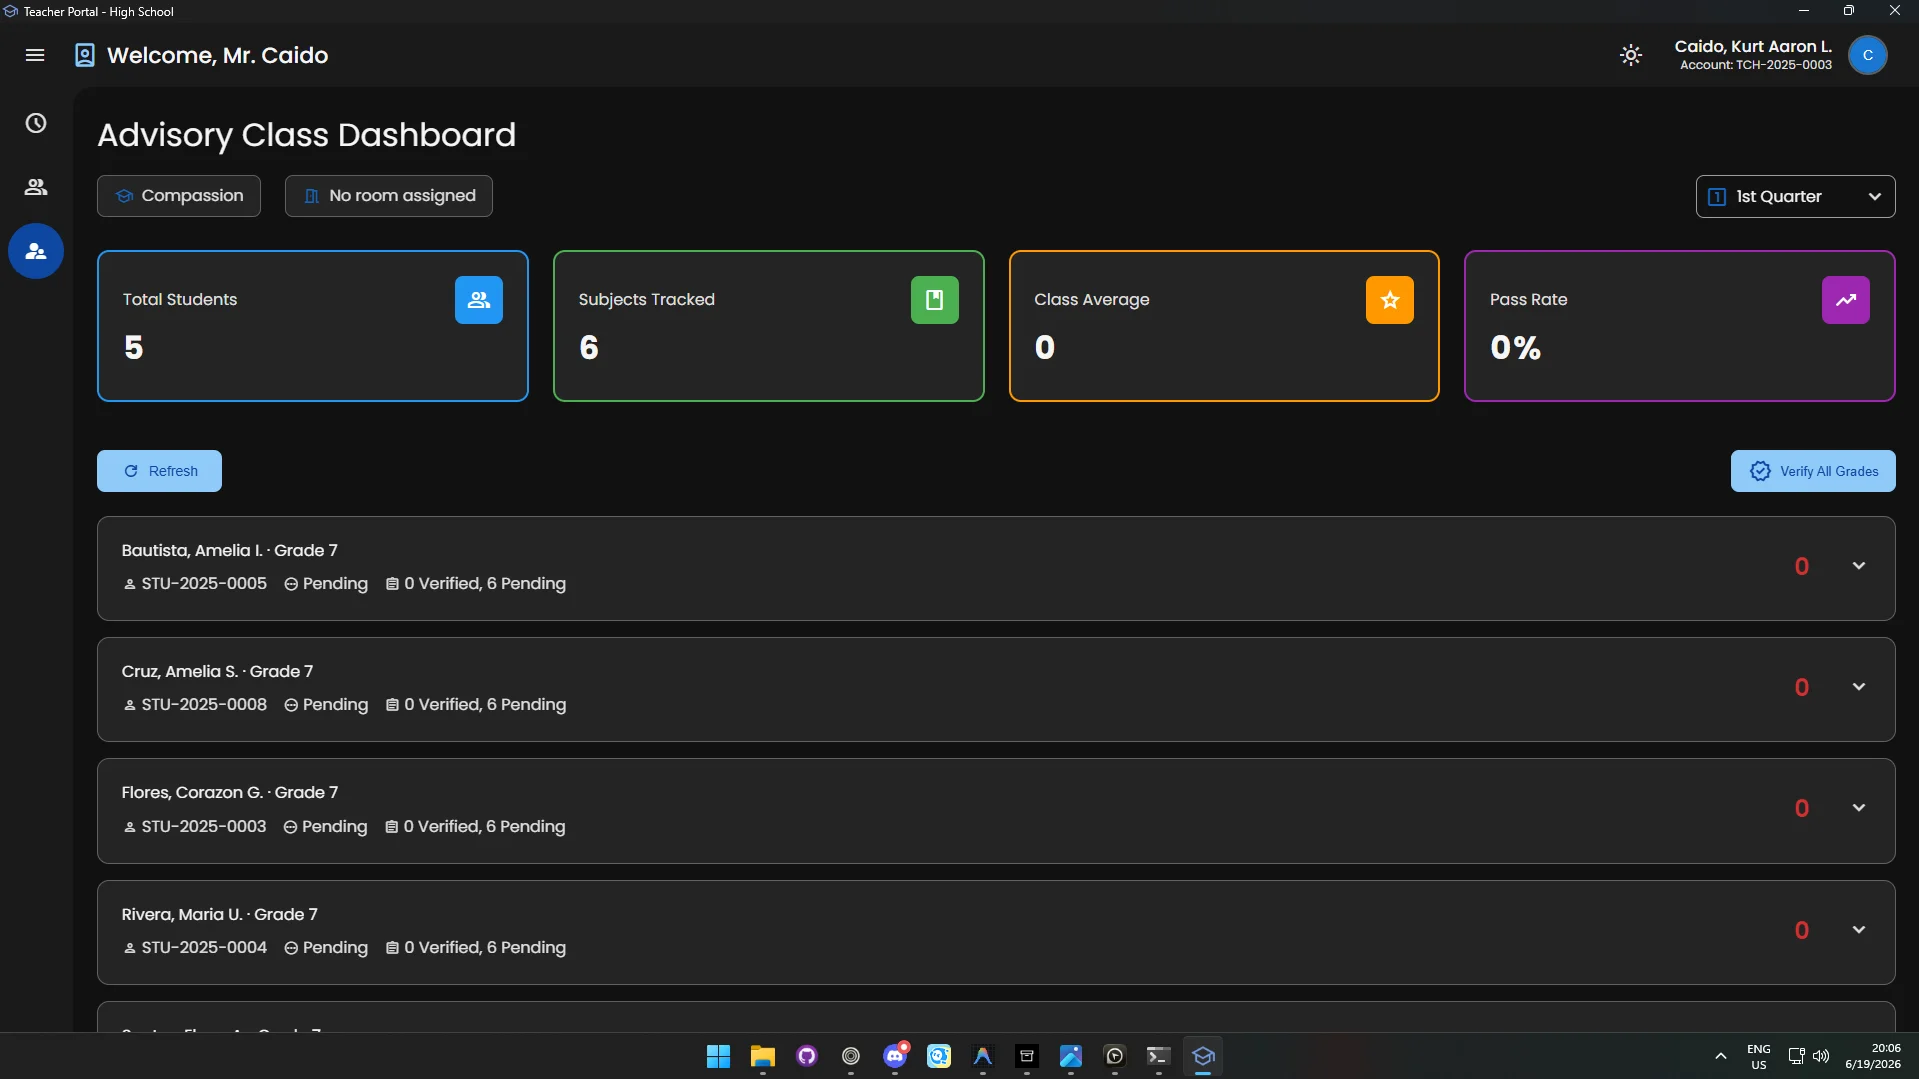 Teacher Portal - High School
Welcome, Mr. Caido
Caido, Kurt Aaron L.
Account: TCH-2025-0003
C
Advisory Class Dashboard
Compassion
No room assigned
1
1st Quarter
Total Students
5
Subjects Tracked
6
Class Average
0
Pass Rate
0%
Refresh
Verify All Grades
Bautista, Amelia I. · Grade 7
STU-2025-0005 Pending 0 Verified, 6 Pending
0
Cruz, Amelia S. · Grade 7
STU-2025-0008 Pending 0 Verified, 6 Pending
0
Flores, Corazon G. · Grade 7
STU-2025-0003 Pending 0 Verified, 6 Pending
0
Rivera, Maria U. · Grade 7
STU-2025-0004 Pending 0 Verified, 6 Pending
0
ENG
US
20:06
6/19/2026